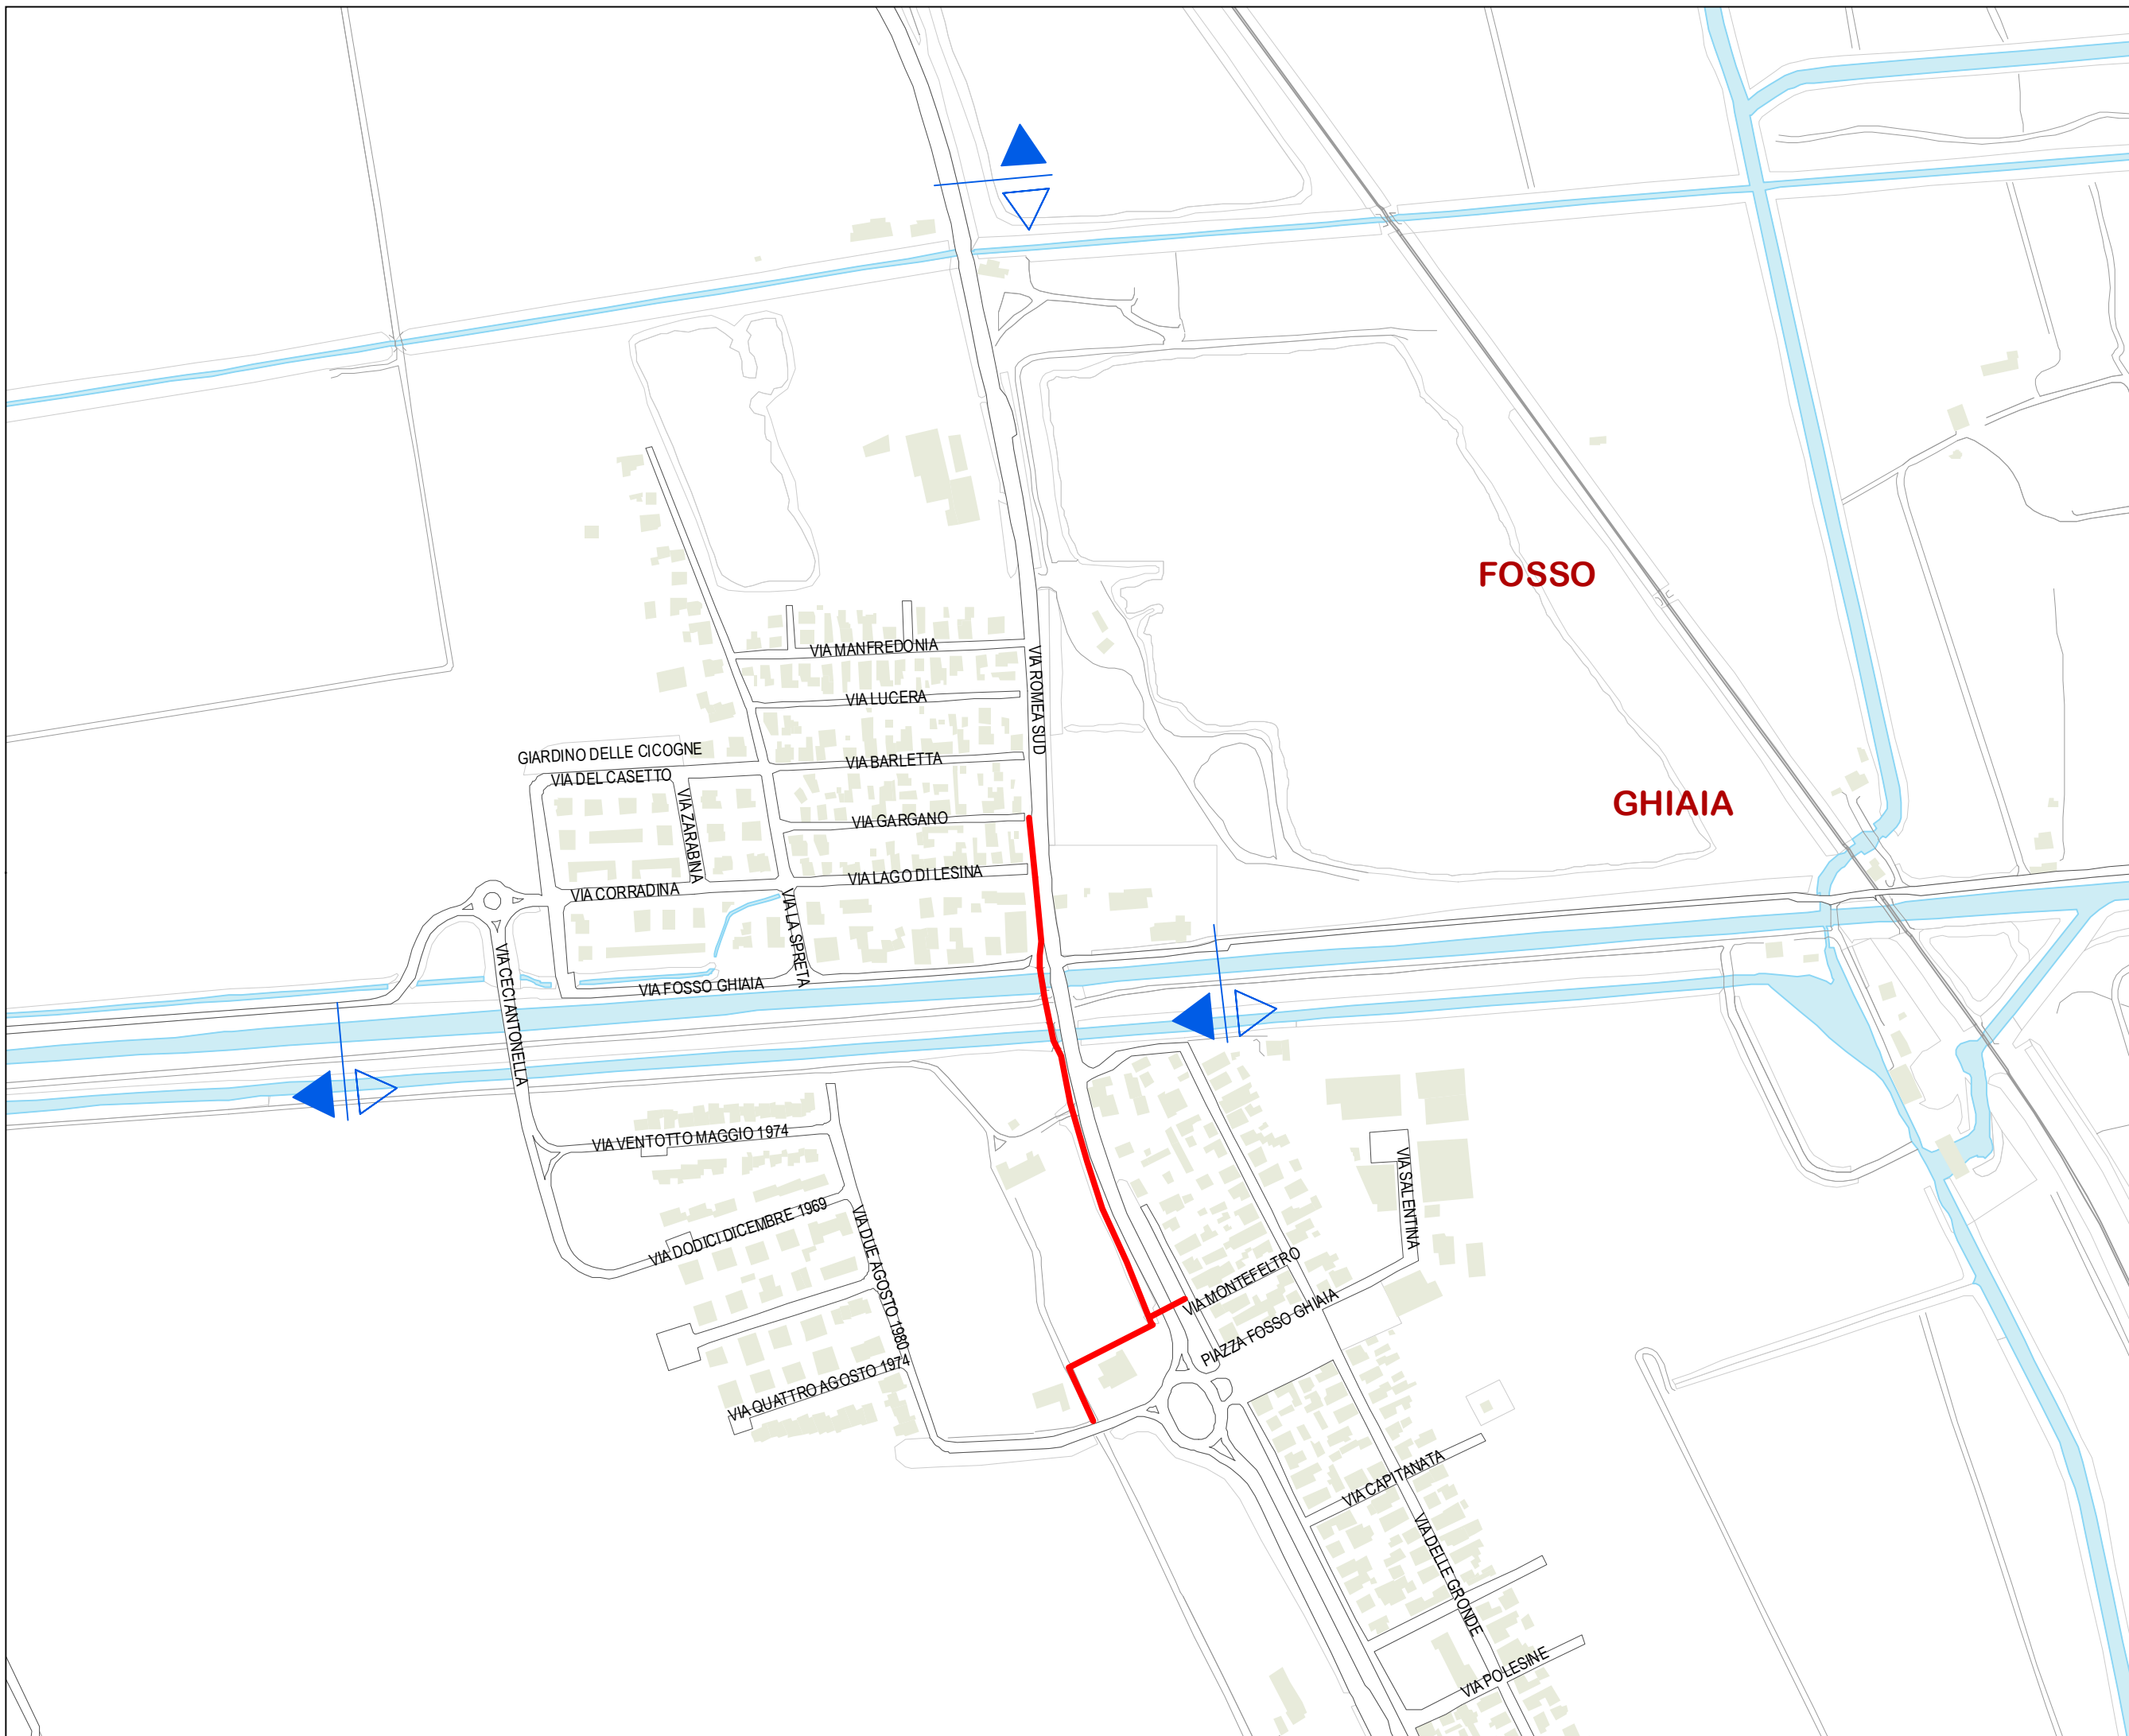 FOSSO
VIA MANFREDONIA
VIA ROMEA SUD
VIA LUCERA
GIARDINO DELLE CICOGNE
VIA BARLETTA
VIA DEL CASETTO
VIA ZARABINA
GHIAIA
VIA GARGANO
VIA LAGO DI LESINA
VIA CORRADINA
VIA LA SPRETA
VIA CECI ANTONELLA
VIA FOSSO GHIAIA
VIA VENTOTTO MAGGIO 1974
VIA SALENTINA
VIA DODICI DICEMBRE 1969
VIA DUE AGOSTO 1980
VIA MONTEFELTRO
PIAZZA FOSSO GHIAIA
VIA QUATTRO AGOSTO 1974
VIA CAPITANATA
VIA DELLE GRONDE
VIA POLESINE